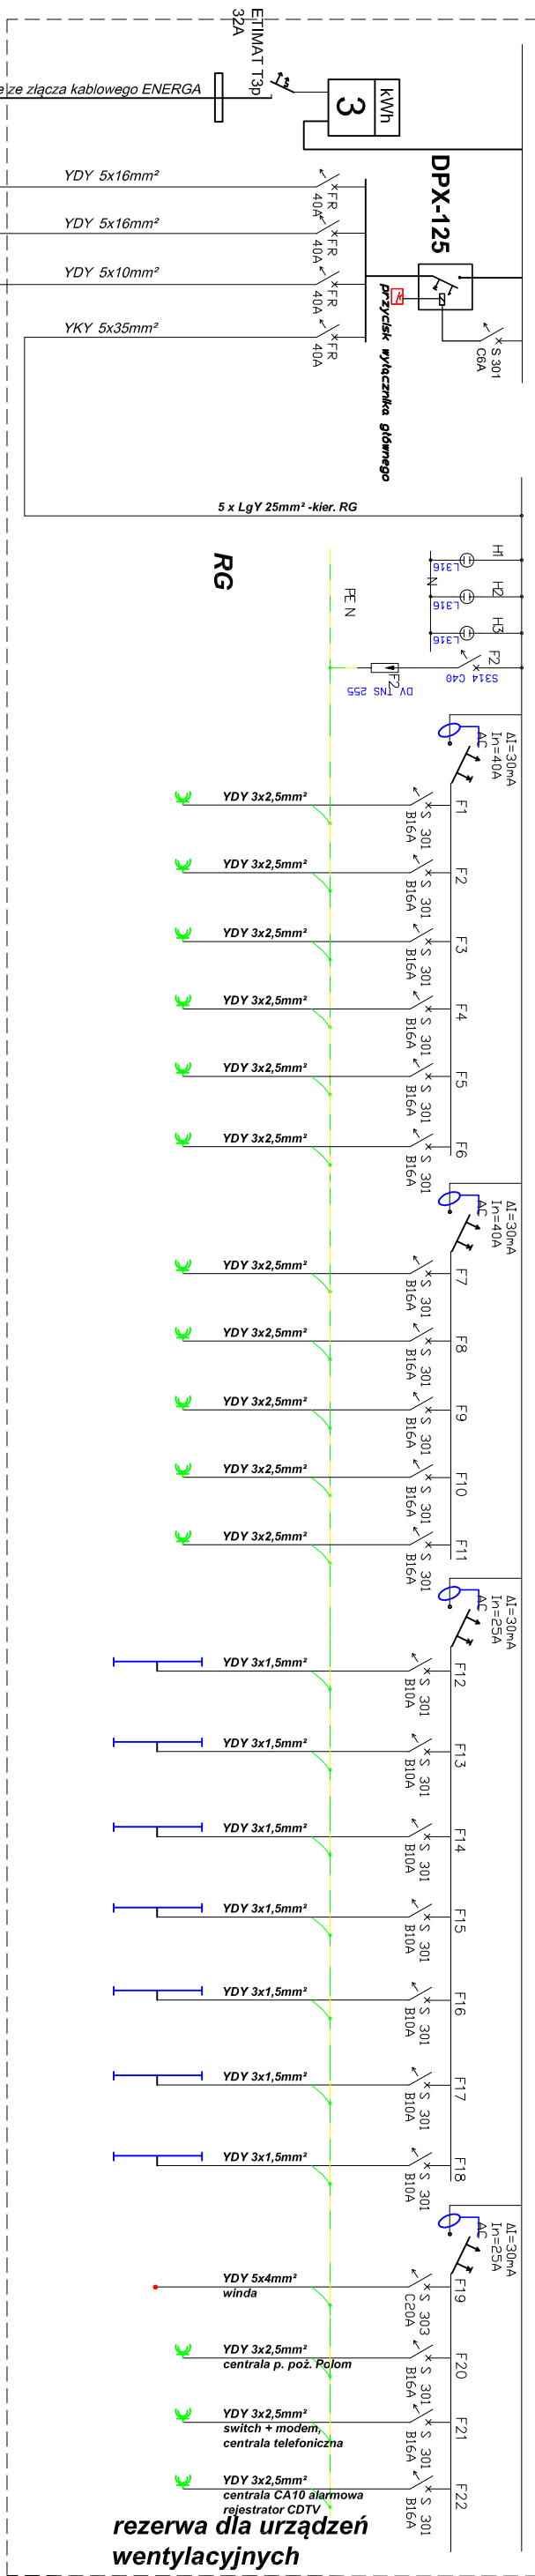 ETIMAT T3p
32A
e ze złącza kablowego ENERGA
kWh
3
DPX-125
przycisk wyłącznika głównego
S 301
C6A
YDY 5x16mm²
FR
40A
YDY 5x16mm²
FR
40A
YDY 5x10mm²
FR
40A
YKY 5x35mm²
FR
40A
5 x LgY 25mm² -kier. RG
RG
H1
L316
H2
L316
H3
L316
N
PE N
F2
S314 C40
F2
DV TNS 255
ΔI=30mA
In=40A
AC
F1
S 301
B16A
YDY 3x2,5mm²
F2
S 301
B16A
YDY 3x2,5mm²
F3
S 301
B16A
YDY 3x2,5mm²
F4
S 301
B16A
YDY 3x2,5mm²
F5
S 301
B16A
YDY 3x2,5mm²
F6
S 301
B16A
YDY 3x2,5mm²
ΔI=30mA
In=40A
AC
F7
S 301
B16A
YDY 3x2,5mm²
F8
S 301
B16A
YDY 3x2,5mm²
F9
S 301
B16A
YDY 3x2,5mm²
F10
S 301
B16A
YDY 3x2,5mm²
F11
S 301
B16A
YDY 3x2,5mm²
ΔI=30mA
In=25A
AC
F12
S 301
B10A
YDY 3x1,5mm²
F13
S 301
B10A
YDY 3x1,5mm²
F14
S 301
B10A
YDY 3x1,5mm²
F15
S 301
B10A
YDY 3x1,5mm²
F16
S 301
B10A
YDY 3x1,5mm²
F17
S 301
B10A
YDY 3x1,5mm²
F18
S 301
B10A
YDY 3x1,5mm²
ΔI=30mA
In=25A
AC
F19
S 303
C20A
YDY 5x4mm²
winda
F20
S 301
B16A
YDY 3x2,5mm²
centrala p. poż. Polom
F21
S 301
B16A
YDY 3x2,5mm²
switch + modem,
centrala telefoniczna
F22
S 301
B16A
YDY 3x2,5mm²
centrala CA10 alarmowa
rejestrator CDTV
rezerwa dla urządzeń
wentylacyjnych